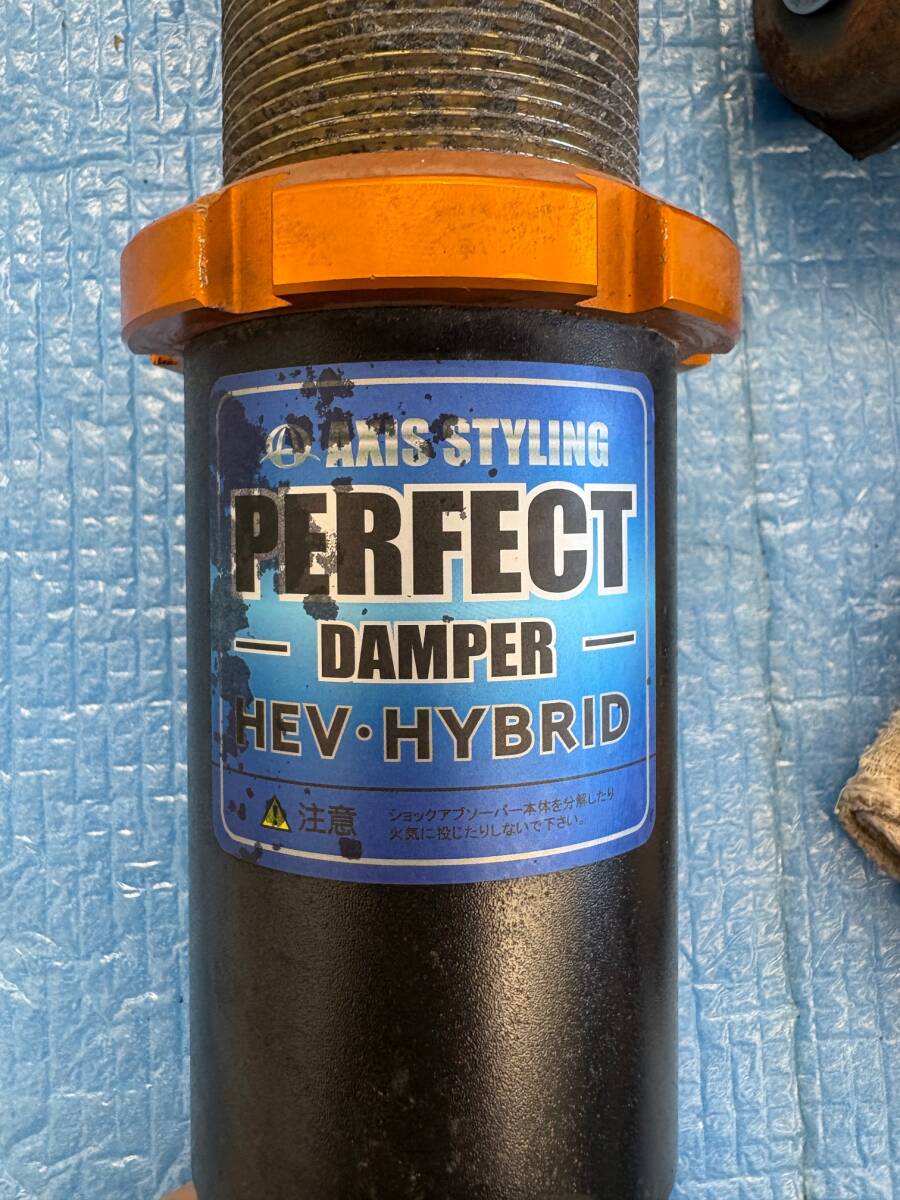 AXIS STYLING
PERFECT
DAMPER
HEV・HYBRID
注意
ショックアブソーバー本体を分解したり
火気に投じたりしないで下さい。